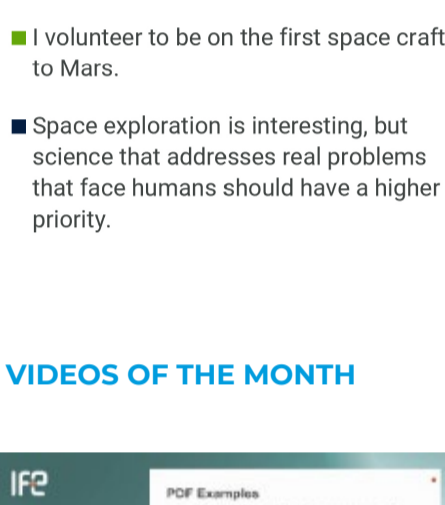 I volunteer to be on the first space craft
to Mars.
Space exploration is interesting, but
science that addresses real problems
that face humans should have a higher
priority.
VIDEOS OF THE MONTH
IFE
PDF Examples